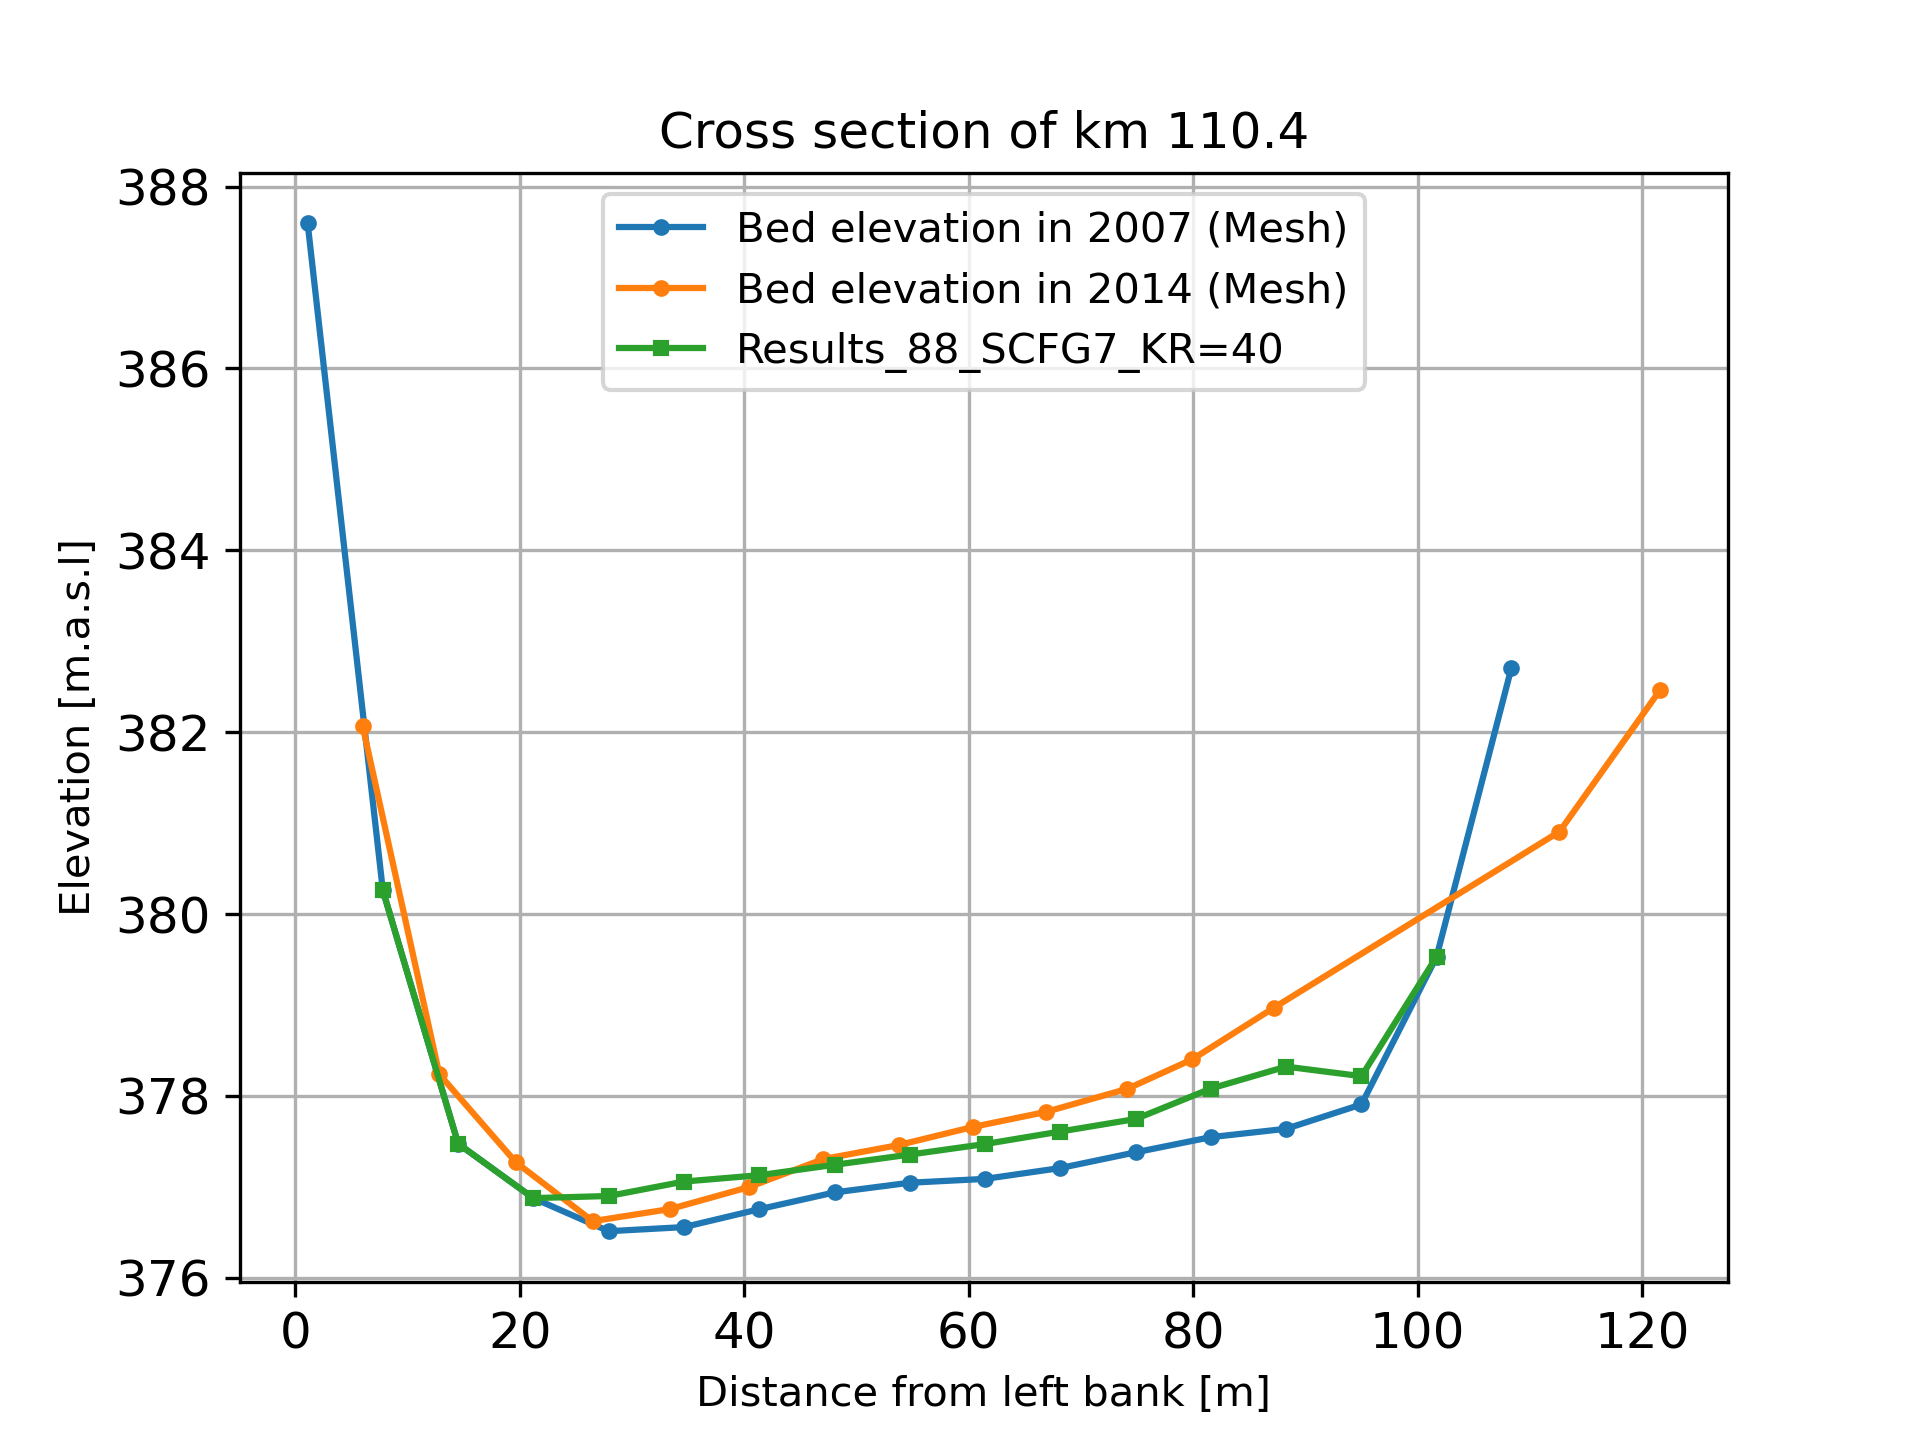 Cross section of km 110.4
388
386
384
382
380
378
376
Elevation [m.a.s.l]
Bed elevation in 2007 (Mesh)
Bed elevation in 2014 (Mesh)
Results_88_SCFG7_KR=40
0 20 40 60 80 100 120
Distance from left bank [m]